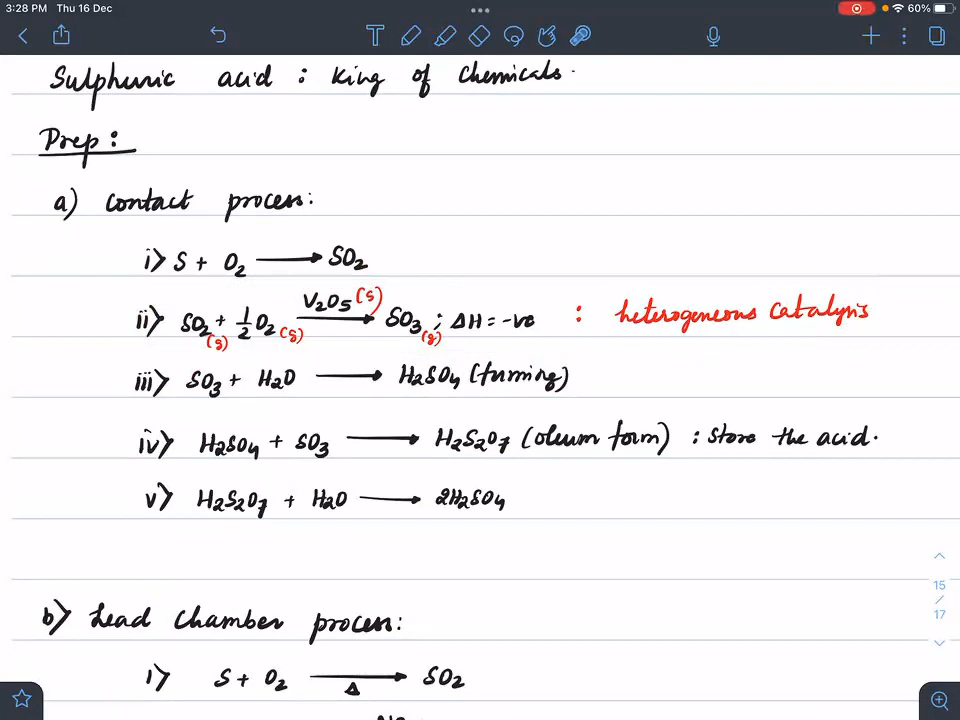 3:28 PM Thu 16 Dec 60%
Sulphuric acid : King of Chemicals.
Prep :
a) Contact process:
i) S + O2 → SO2
ii) SO2(g) + 1/2 O2(g) V2O5(s) → SO3(g) ; ΔH = -ve : heterogeneous Catalysis
iii) SO3 + H2O → H2SO4 (fuming)
iv) H2SO4 + SO3 → H2S2O7 (oleum form) : Store the acid.
v) H2S2O7 + H2O → 2H2SO4
15
/
17
b) Lead Chamber process:
i) S + O2 Δ → SO2